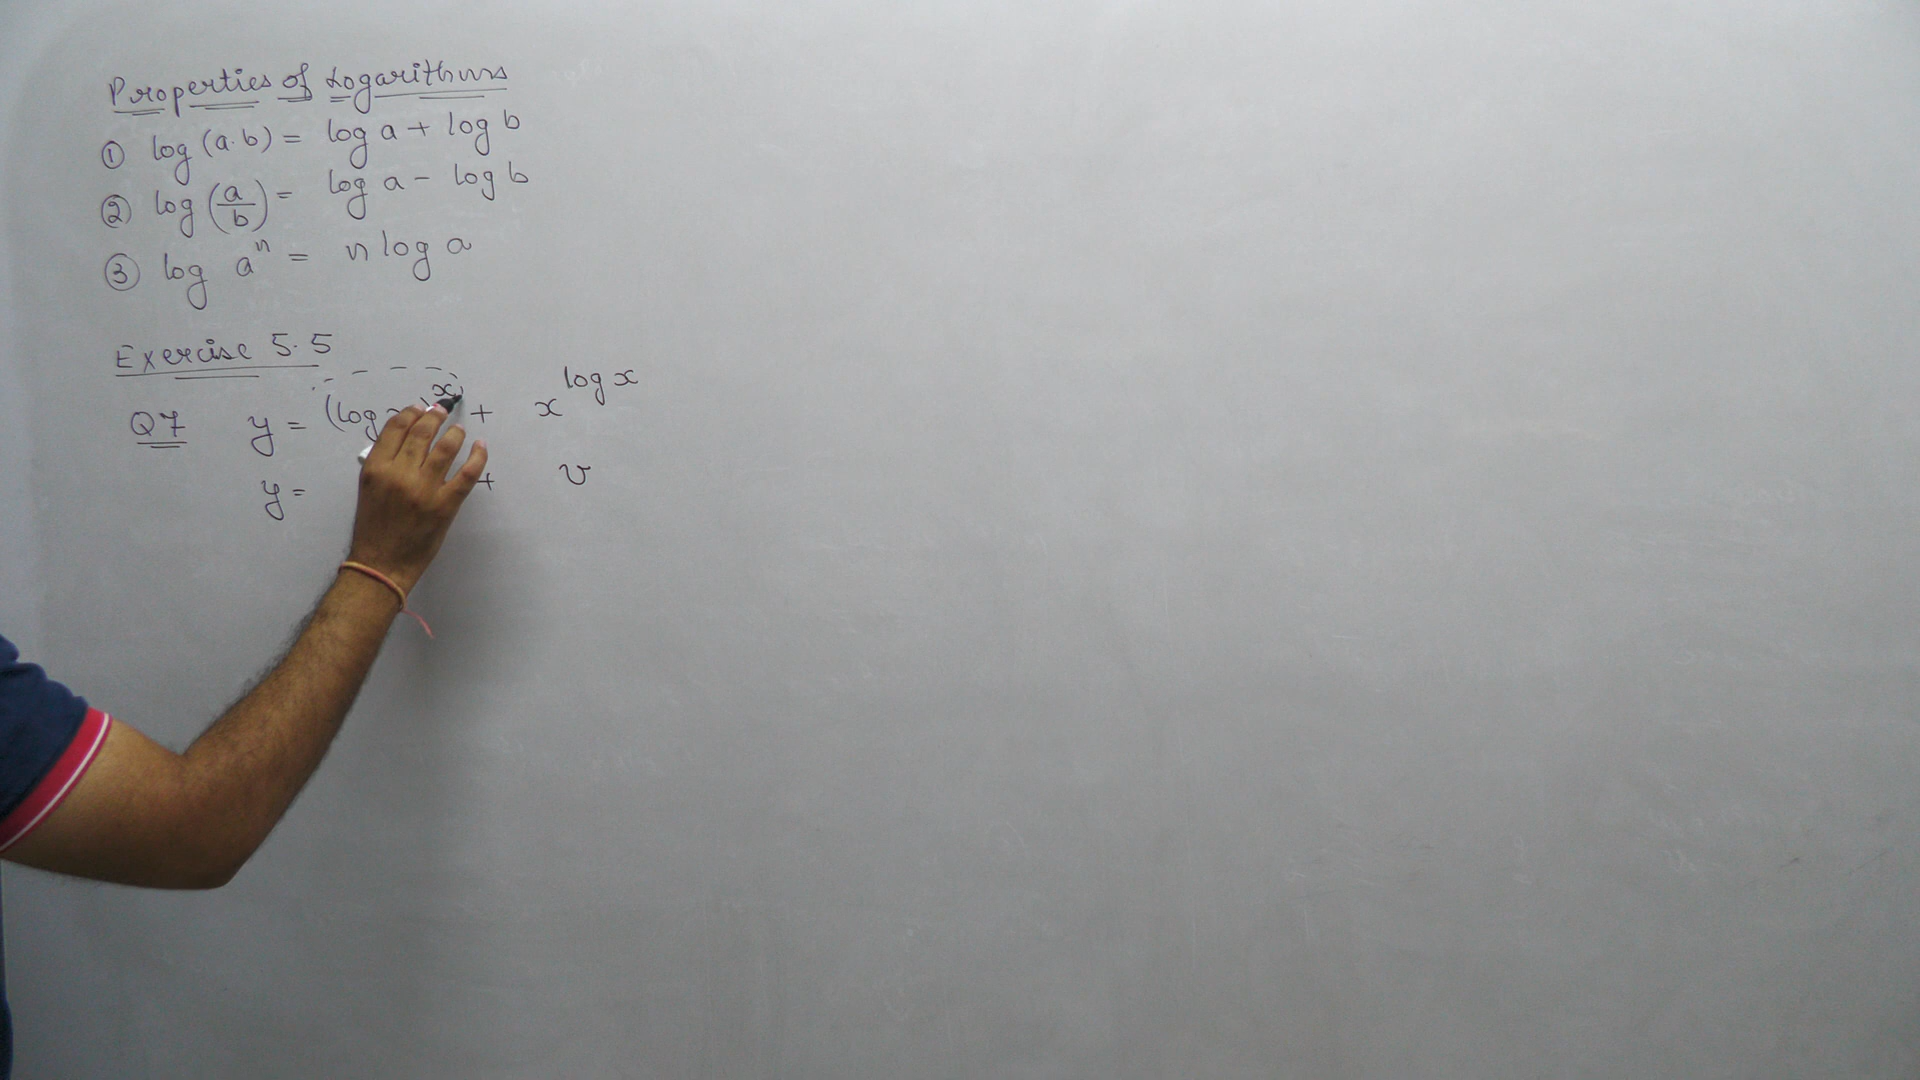 Properties of Logarithms
① log (a.b) = log a + log b
② log (a/b) = log a - log b
③ log aⁿ = n log a
Exercise 5.5
Q7 y = (log x)^x + x^log x
y = + v